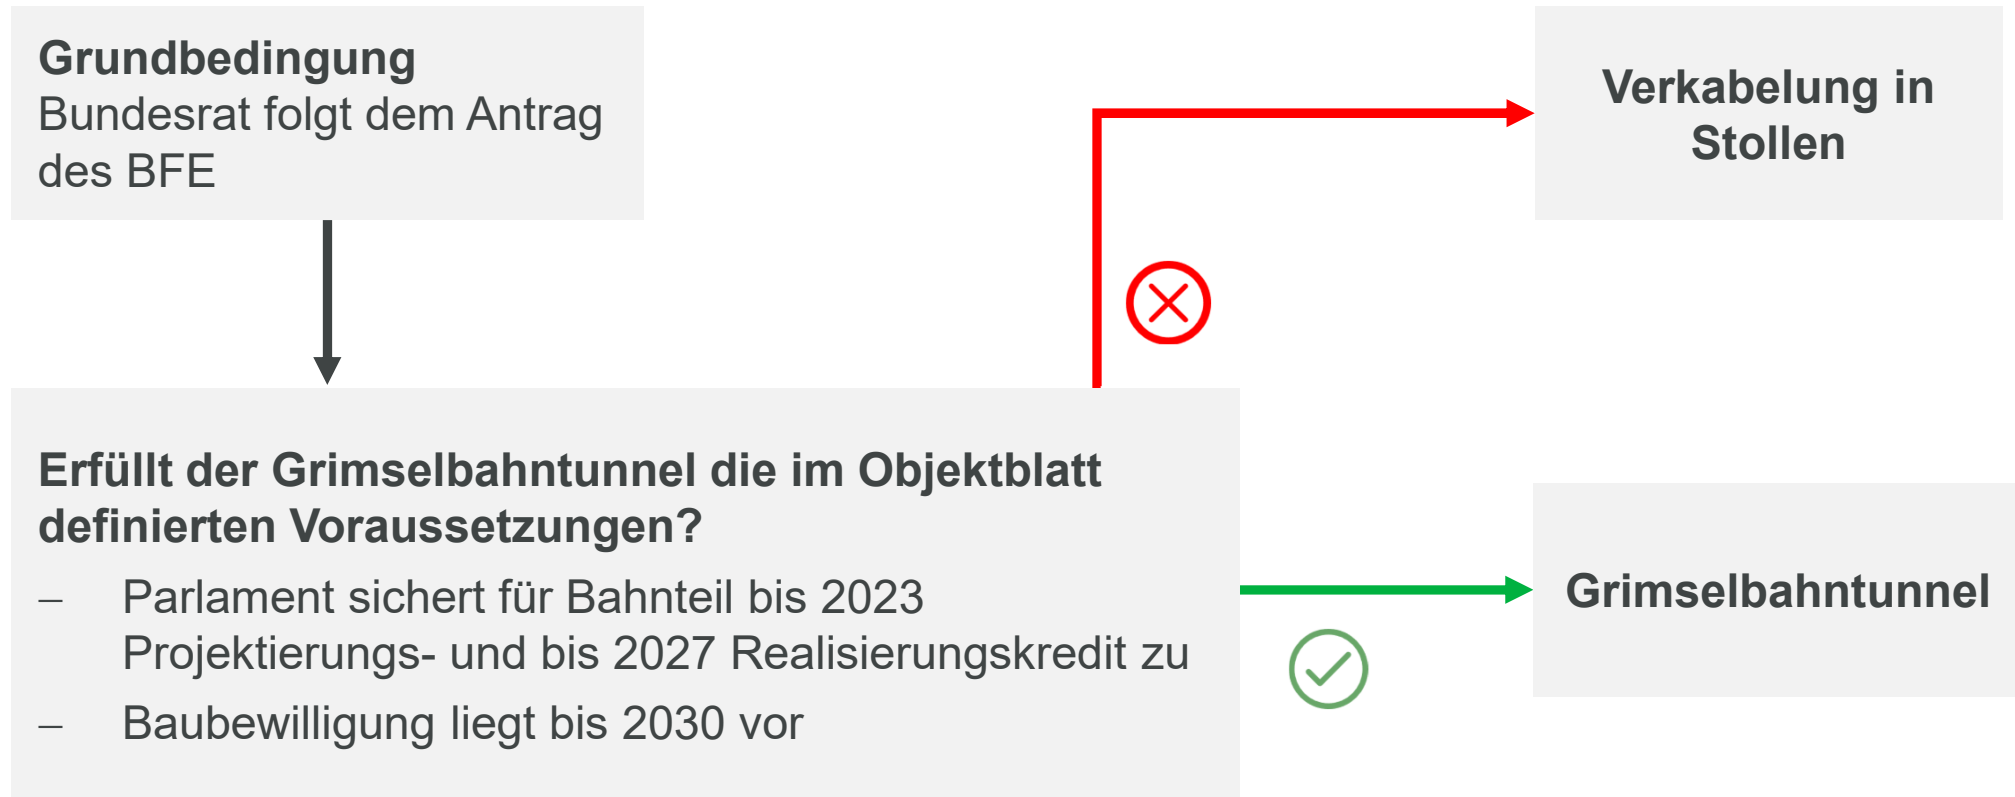 Grundbedingung
Bundesrat folgt dem Antrag
des BFE
Verkabelung in
Stollen
Erfüllt der Grimselbahntunnel die im Objektblatt
definierten Voraussetzungen?
– Parlament sichert für Bahnteil bis 2023
Projektierungs- und bis 2027 Realisierungskredit zu
– Baubewilligung liegt bis 2030 vor
Grimselbahntunnel